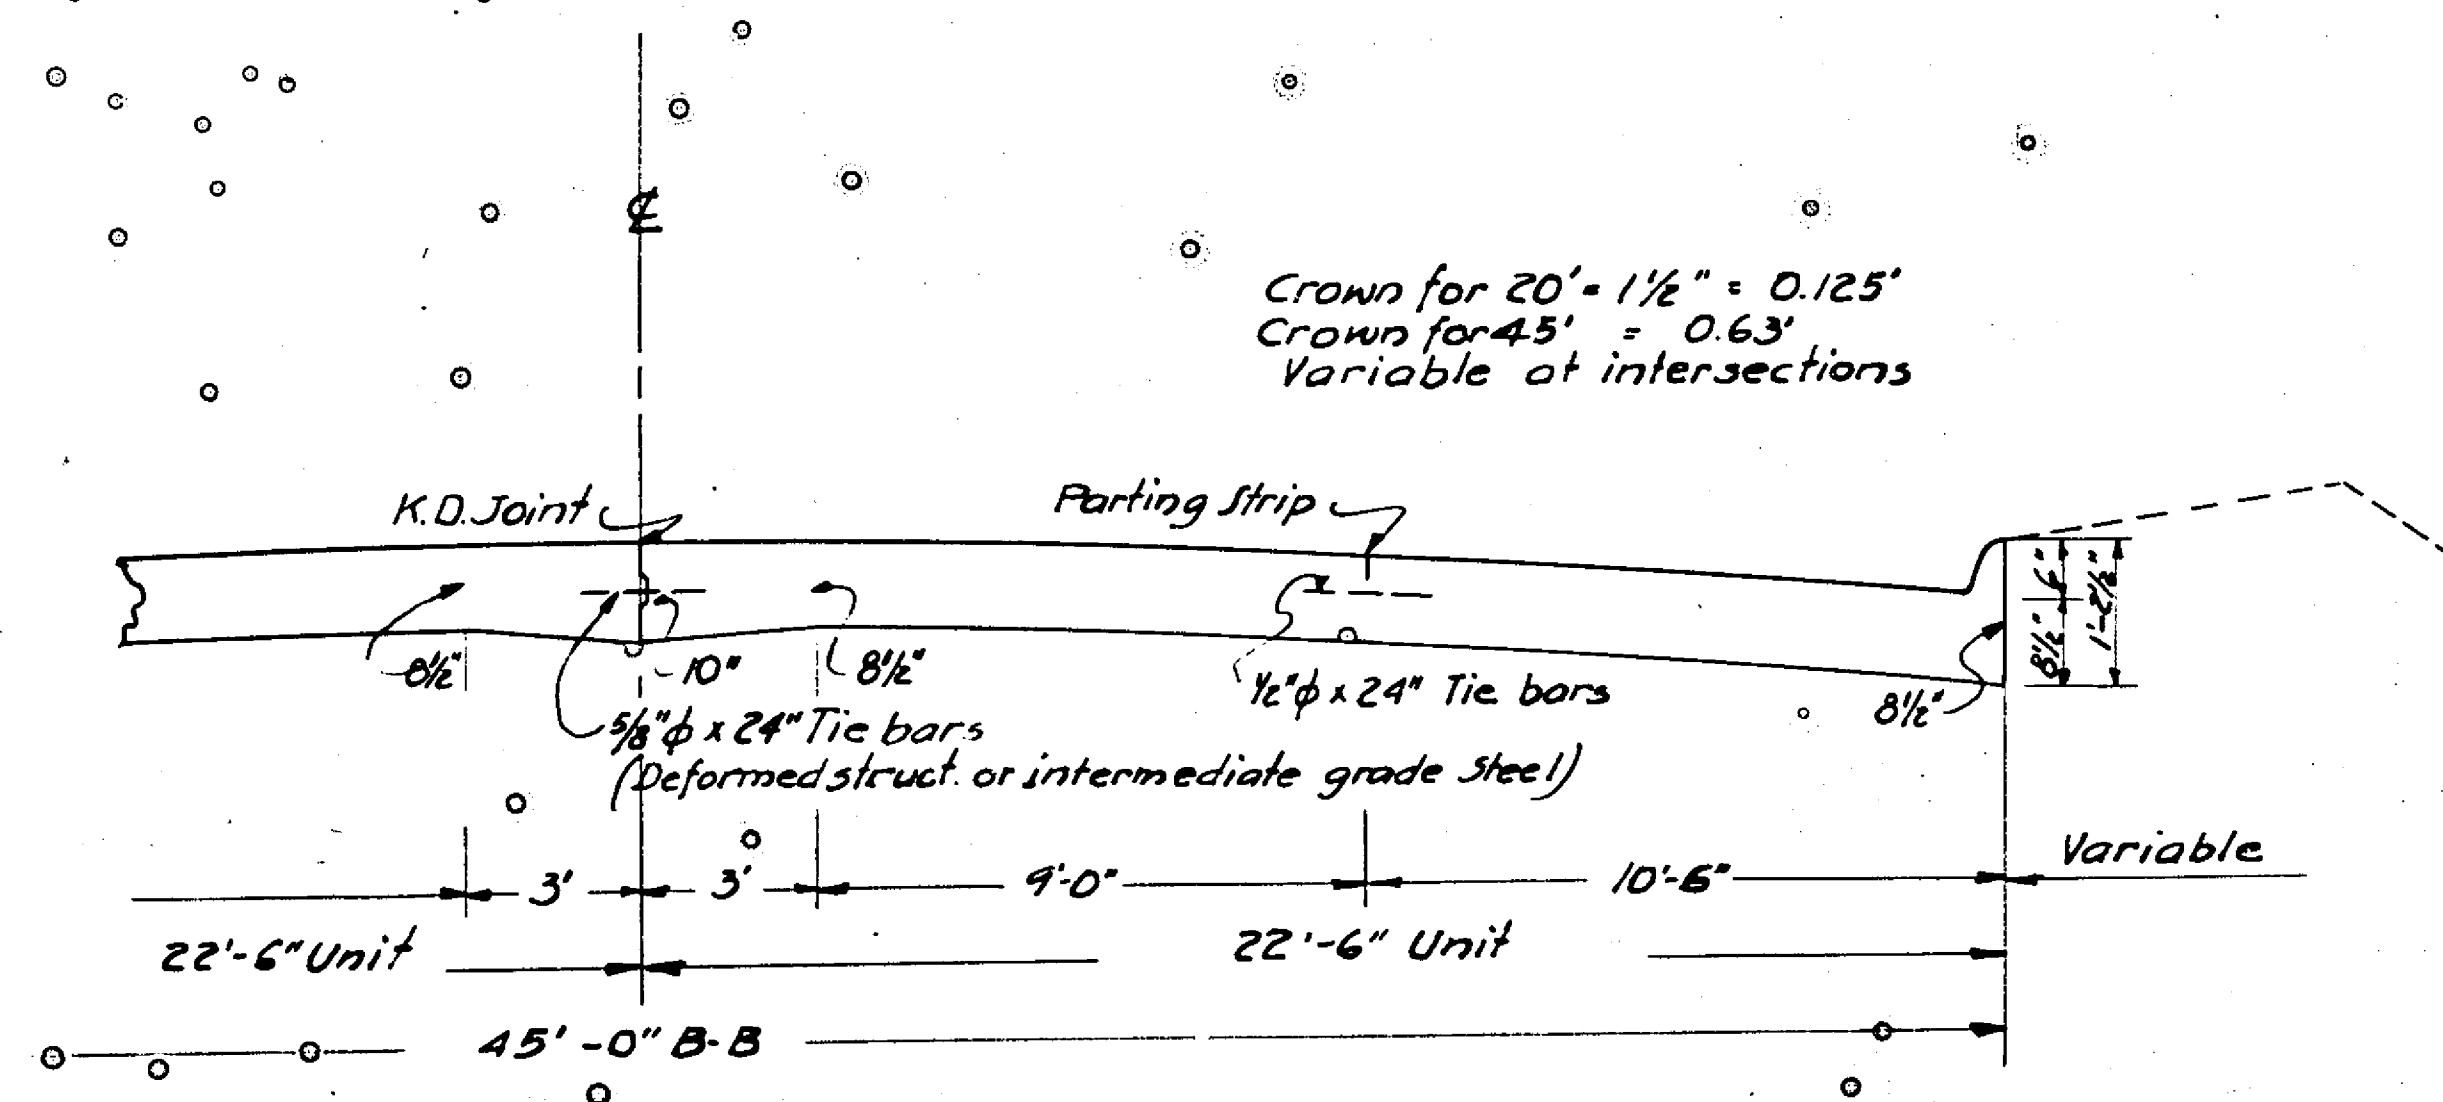 ℄
Crown for 20' = 1½" = 0.125'
Crown for 45' = 0.63'
Variable at intersections
K.D. Joint
Parting Strip
6"
8½"
1'-2½"
8½"
10"
8½"
½"ϕ x 24" Tie bars
8½"
⅝"ϕ x 24" Tie bars
(Deformed struct. or intermediate grade steel)
3'
3'
9'-0"
10'-6"
Variable
22'-6" Unit
22'-6" Unit
45'-0" B-B